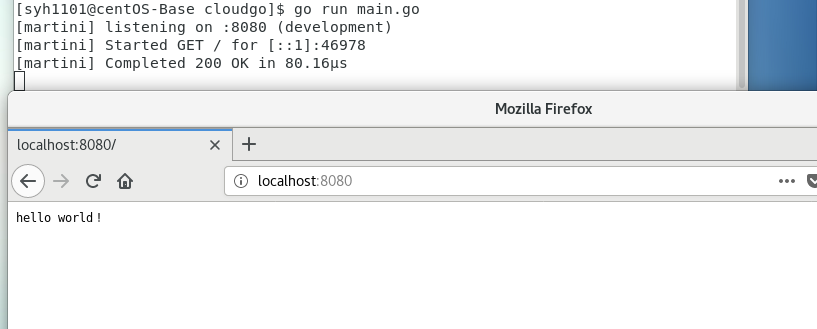 [syh1101@centOS-Base cloudgo]$ go run main.go
[martini] listening on :8080 (development)
[martini] Started GET / for [::1]:46978
[martini] Completed 200 OK in 80.16µs
Mozilla Firefox
localhost:8080/
localhost:8080
hello world！